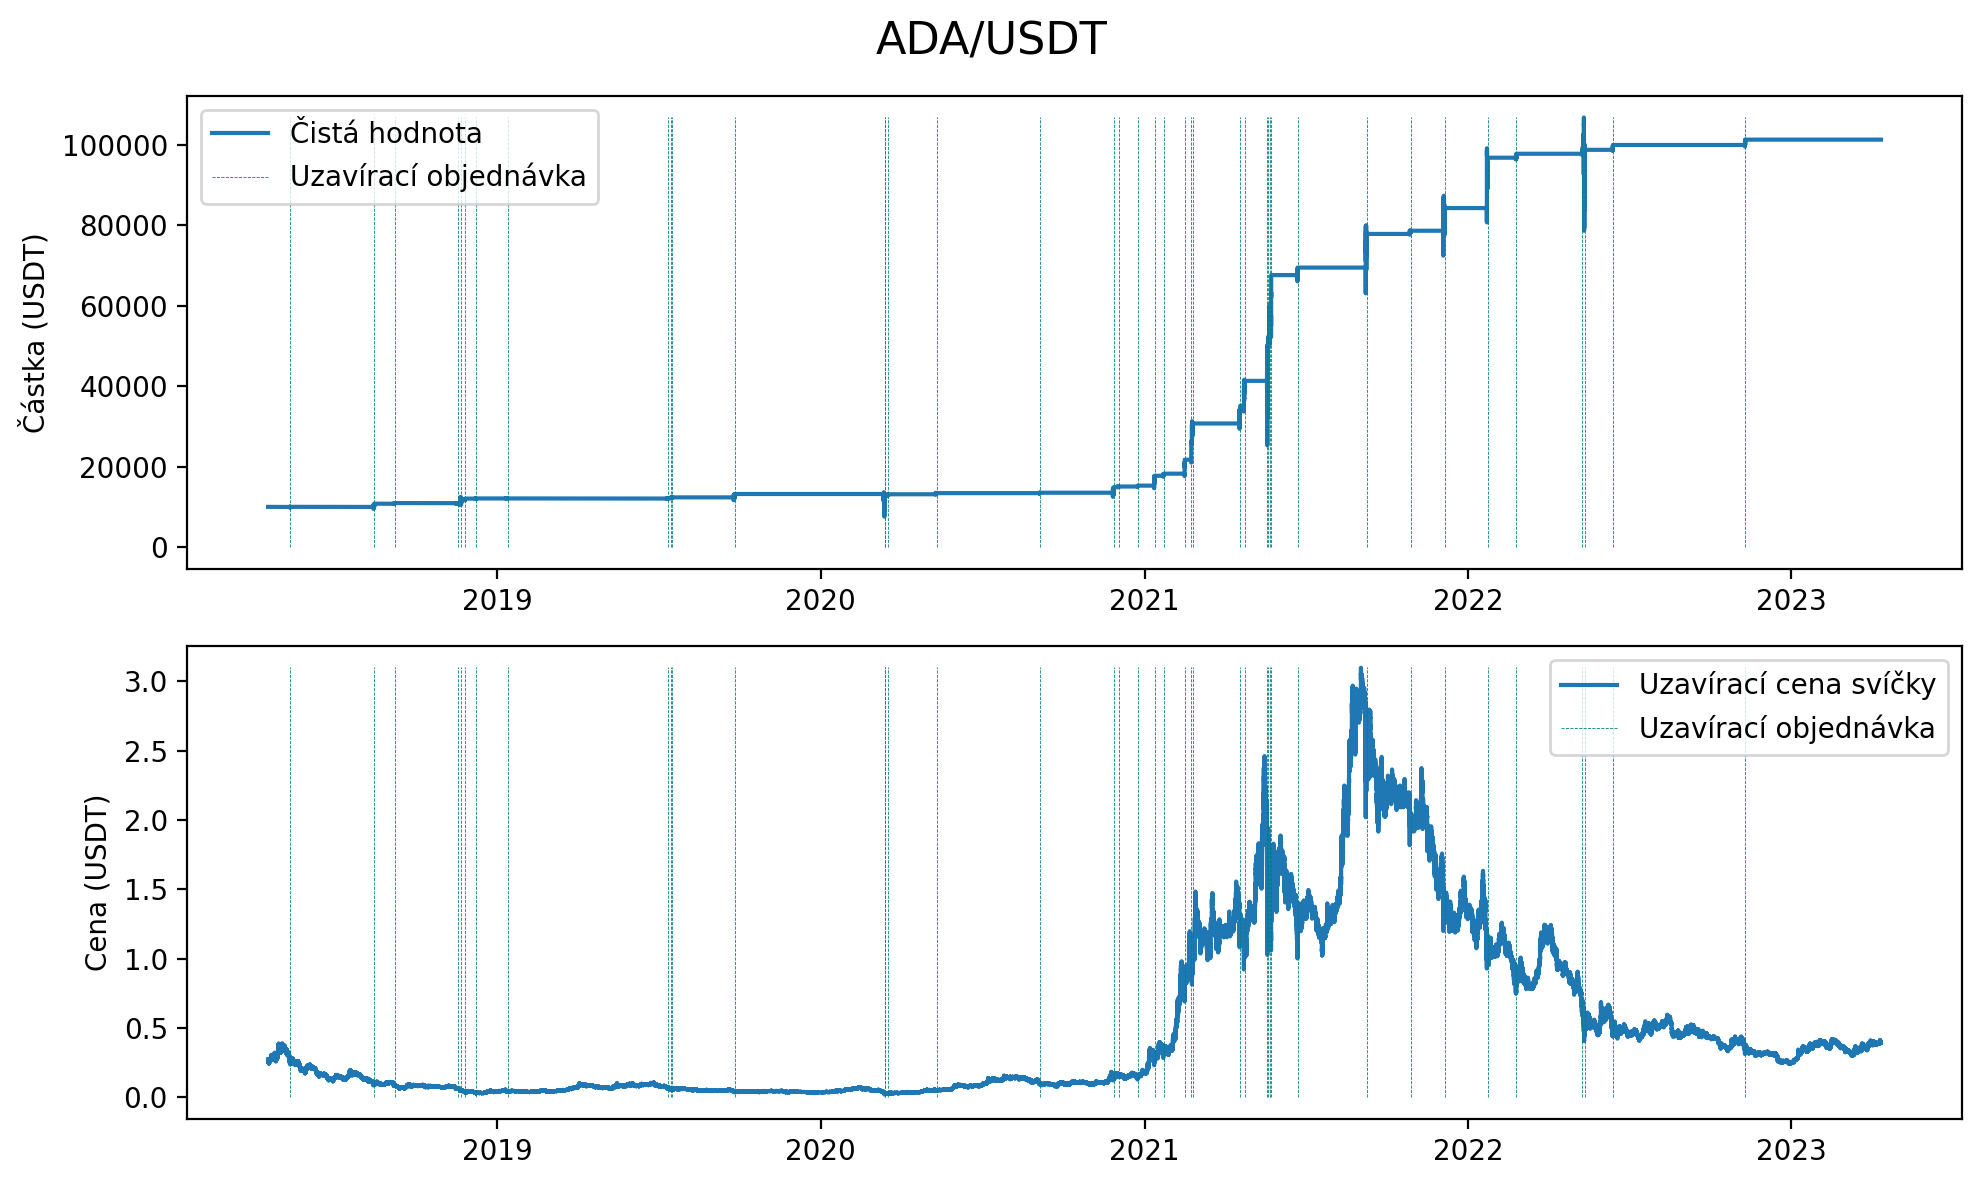 ADA/USDT
Čistá hodnota
Uzavírací objednávka
Částka (USDT)
100000
80000
60000
40000
20000
0
2019 2020 2021 2022 2023
Uzavírací cena svíčky
Uzavírací objednávka
Cena (USDT)
3.0
2.5
2.0
1.5
1.0
0.5
0.0
2019 2020 2021 2022 2023